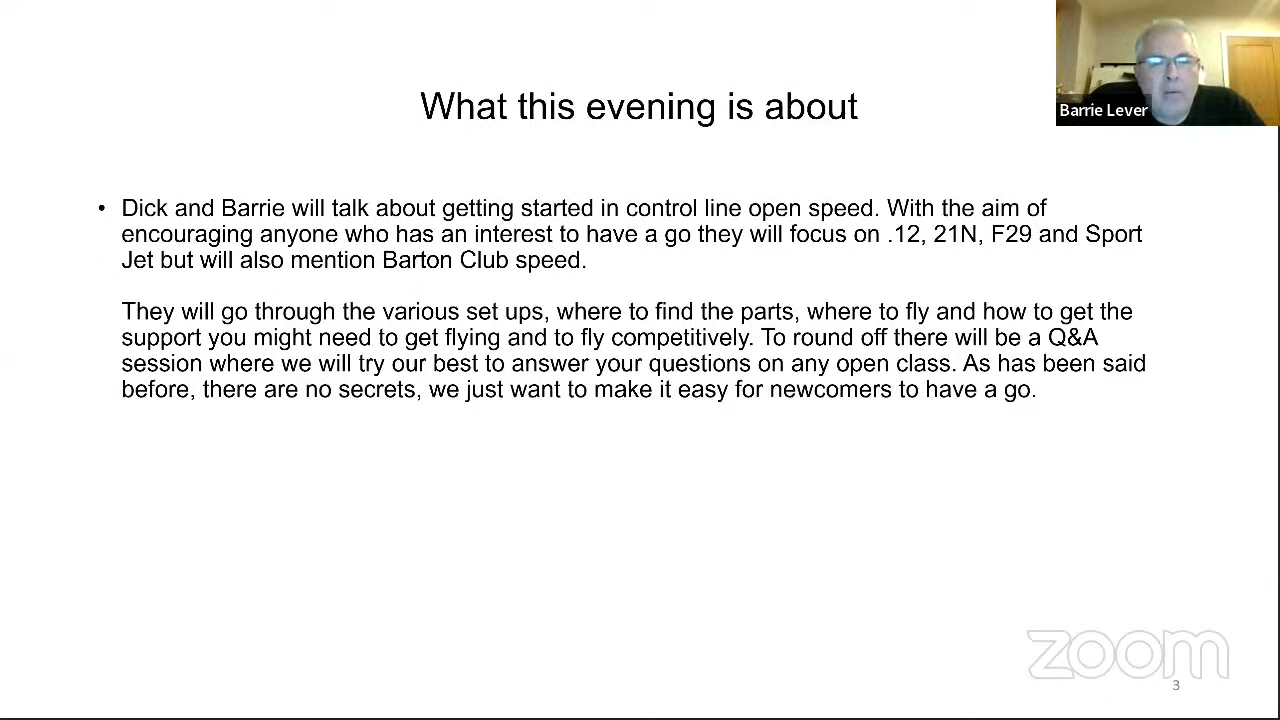 What this evening is about
Barrie Lever
• Dick and Barrie will talk about getting started in control line open speed. With the aim of
encouraging anyone who has an interest to have a go they will focus on .12, 21N, F29 and Sport
Jet but will also mention Barton Club speed.
They will go through the various set ups, where to find the parts, where to fly and how to get the
support you might need to get flying and to fly competitively. To round off there will be a Q&A
session where we will try our best to answer your questions on any open class. As has been said
before, there are no secrets, we just want to make it easy for newcomers to have a go.
zoom
3